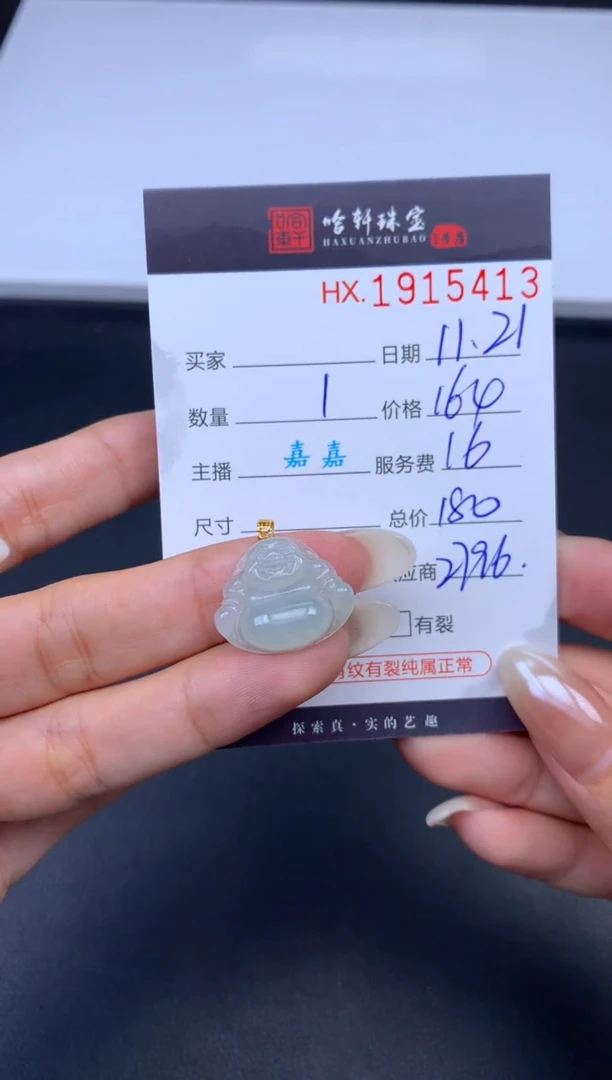 哈轩珠宝
HAXUANZHUBAO
HX.1915413
买家 日期 11.21
数量 1 价格 164
主播 嘉嘉 服务费 16
尺寸 总价 180
应商 2796.
有裂
有纹有裂纯属正常
探索真·实的艺趣